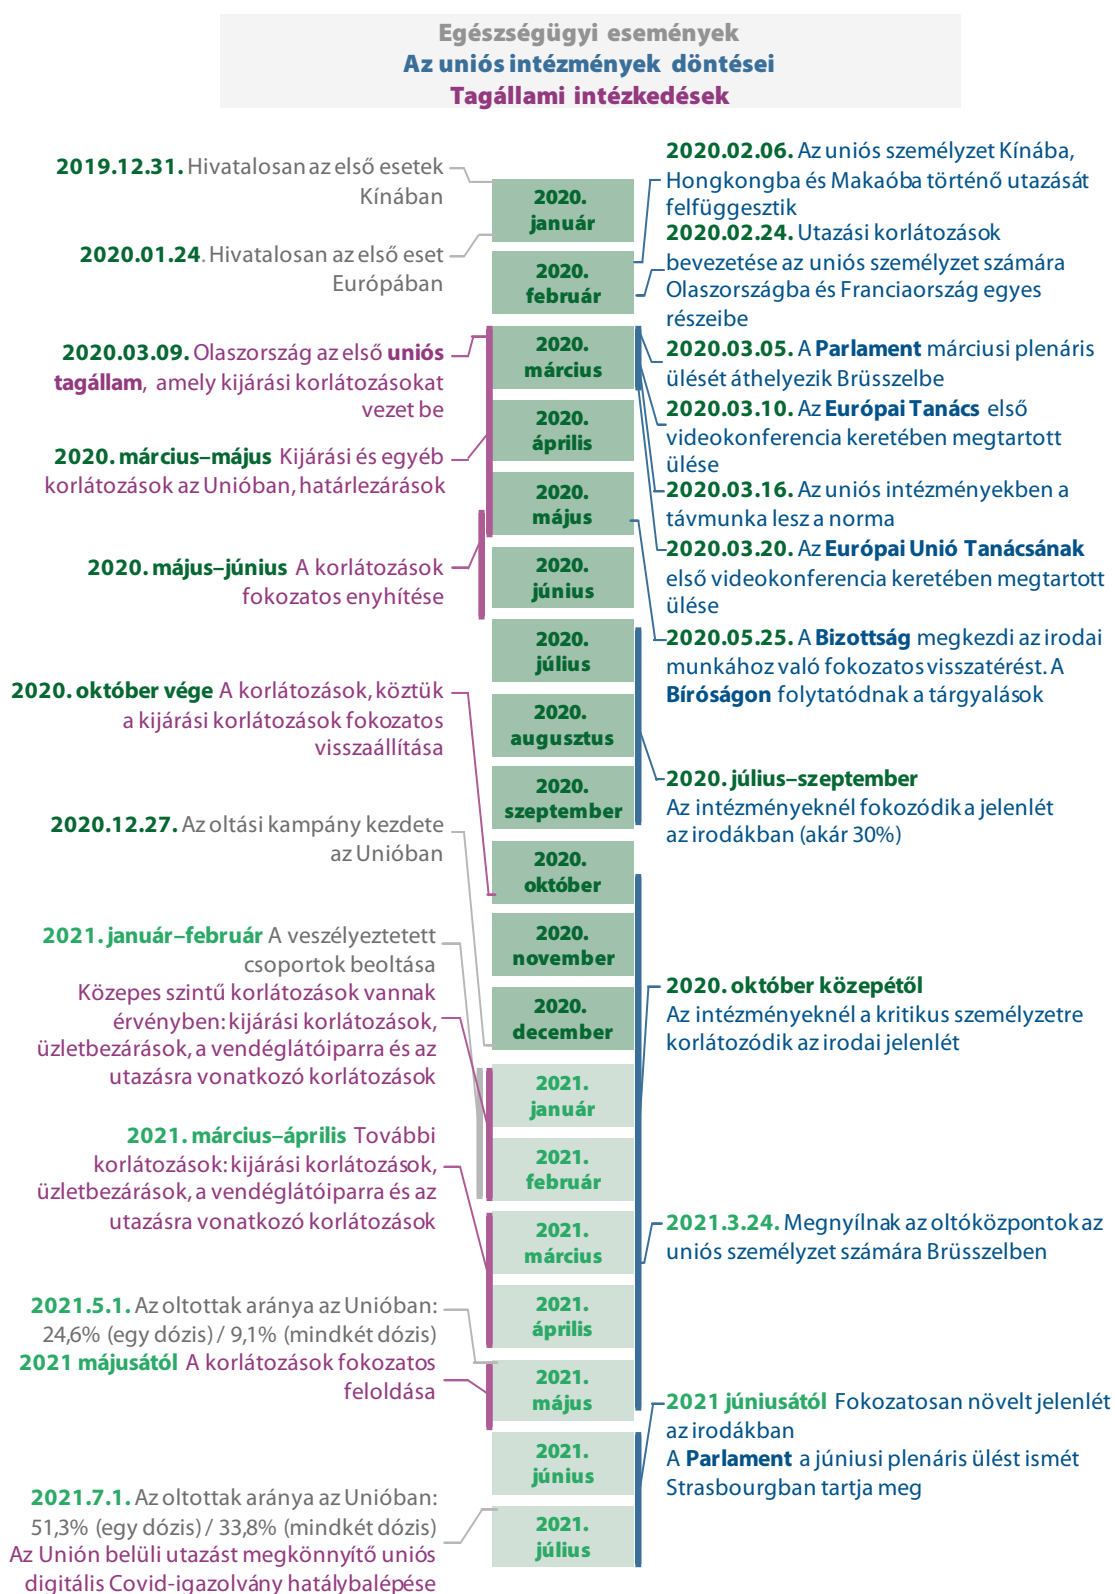 Egészségügyi események
Az uniós intézmények döntései
Tagállami intézkedések
2019.12.31. Hivatalosan az első esetek
Kínában
2020.01.24. Hivatalosan az első eset
Európában
2020.03.09. Olaszország az első uniós
tagállam, amely kijárási korlátozásokat
vezet be
2020. március–május Kijárási és egyéb
korlátozások az Unióban, határlezárások
2020. május–június A korlátozások
fokozatos enyhítése
2020. október vége A korlátozások, köztük
a kijárási korlátozások fokozatos
visszaállítása
2020.12.27. Az oltási kampány kezdete
az Unióban
2021. január–február A veszélyeztetett
csoportok beoltása
Közepes szintű korlátozások vannak
érvényben: kijárási korlátozások,
üzletbezárások, a vendéglátóiparra és az
utazásra vonatkozó korlátozások
2021. március–április További
korlátozások: kijárási korlátozások,
üzletbezárások, a vendéglátóiparra és az
utazásra vonatkozó korlátozások
2021.5.1. Az oltottak aránya az Unióban:
24,6% (egy dózis) / 9,1% (mindkét dózis)
2021 májusától A korlátozások fokozatos
feloldása
2021.7.1. Az oltottak aránya az Unióban:
51,3% (egy dózis) / 33,8% (mindkét dózis)
Az Unión belüli utazást megkönnyítő uniós
digitális Covid-igazolvány hatálybalépése
2020.
január
2020.
február
2020.
március
2020.
április
2020.
május
2020.
június
2020.
július
2020.
augusztus
2020.
szeptember
2020.
október
2020.
november
2020.
december
2021.
január
2021.
február
2021.
március
2021.
április
2021.
május
2021.
június
2021.
július
2020.02.06. Az uniós személyzet Kínába,
Hongkongba és Makaóba történő utazását
felfüggesztik
2020.02.24. Utazási korlátozások
bevezetése az uniós személyzet számára
Olaszországba és Franciaország egyes
részeibe
2020.03.05. A Parlament márciusi plenáris
ülését áthelyezik Brüsszelbe
2020.03.10. Az Európai Tanács első
videokonferencia keretében megtartott
ülése
2020.03.16. Az uniós intézményekben a
távmunka lesz a norma
2020.03.20. Az Európai Unió Tanácsának
első videokonferencia keretében megtartott
ülése
2020.05.25. A Bizottság megkezdi az irodai
munkához való fokozatos visszatérést. A
Bíróságon folytatódnak a tárgyalások
2020. július–szeptember
Az intézményeknél fokozódik a jelenlét
az irodákban (akár 30%)
2020. október közepétől
Az intézményeknél a kritikus személyzetre
korlátozódik az irodai jelenlét
2021.3.24. Megnyílnak az oltóközpontok az
uniós személyzet számára Brüsszelben
2021 júniusától Fokozatosan növelt jelenlét
az irodákban
A Parlament a júniusi plenáris ülést ismét
Strasbourgban tartja meg